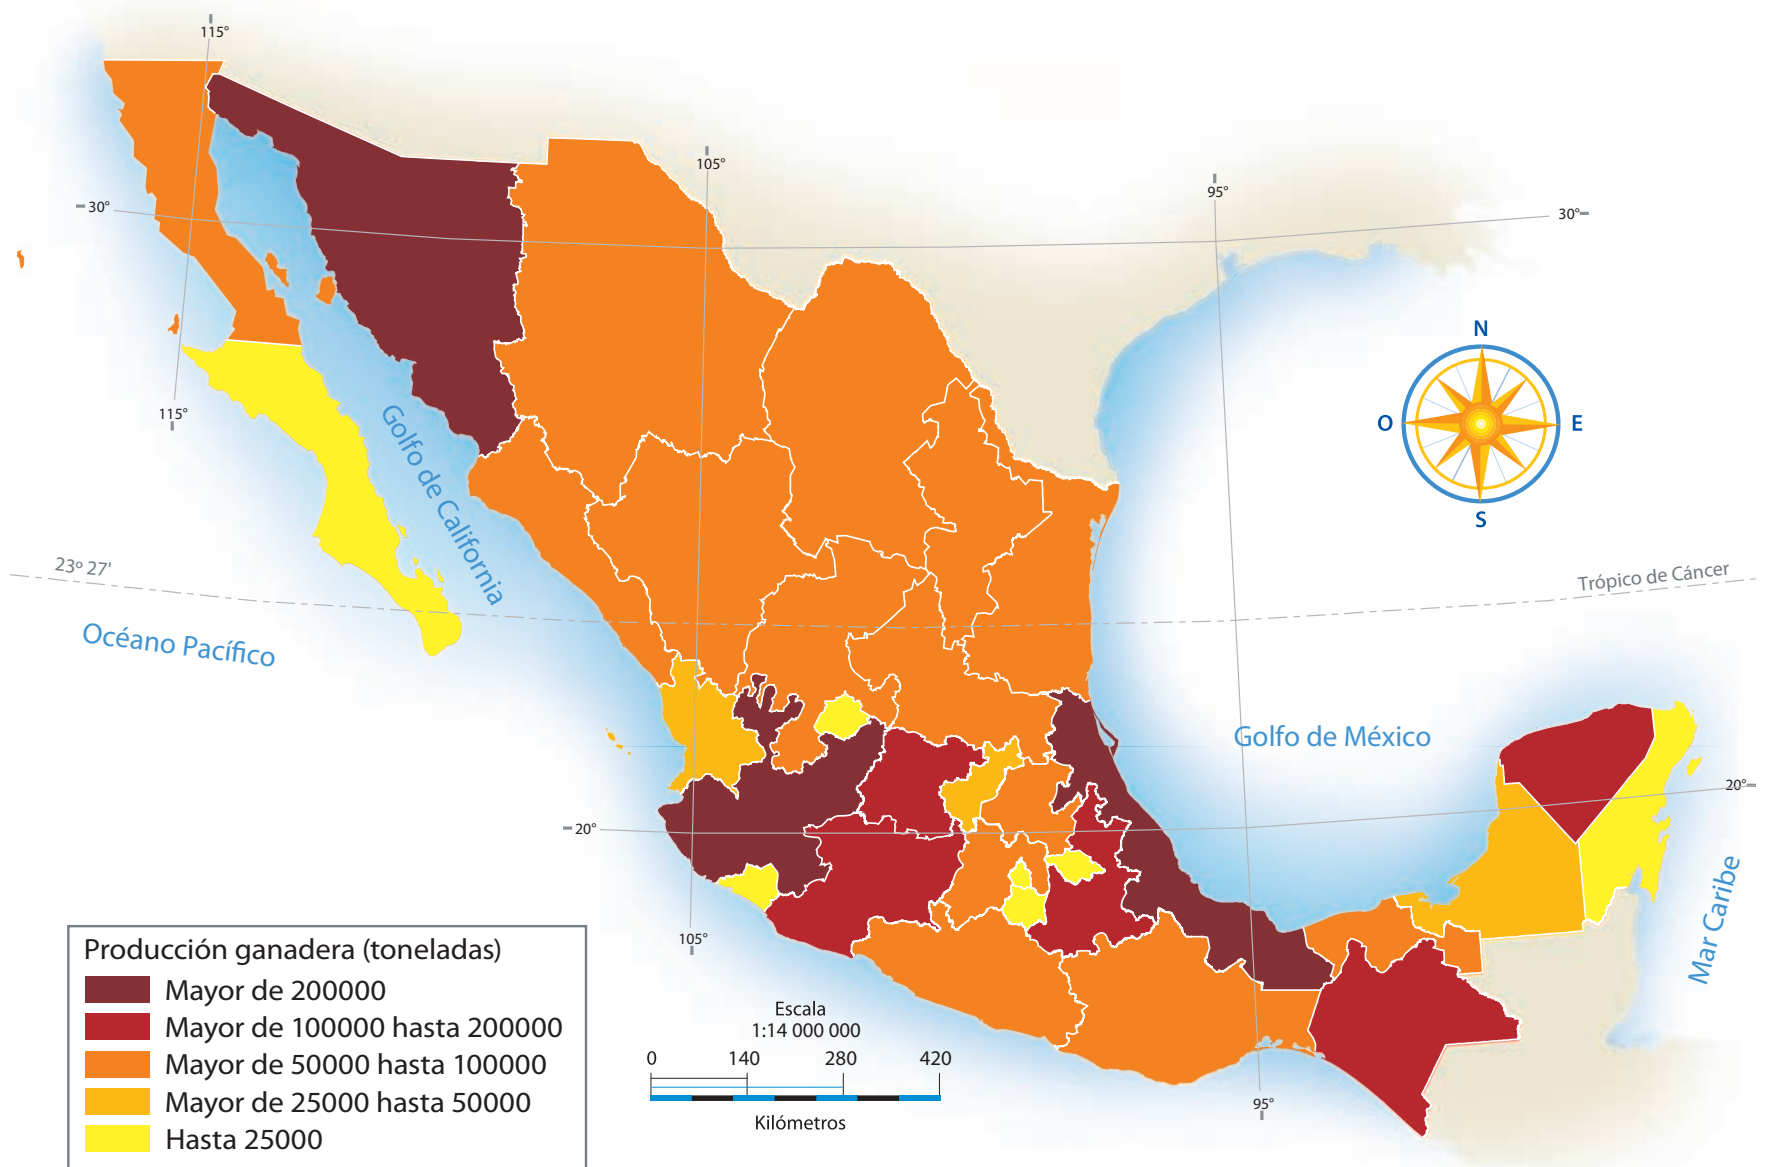 115°
105°
95°
30°
30°
N
O
E
S
115°
Golfo de California
23º 27'
Trópico de Cáncer
Océano Pacífico
Golfo de México
20°
20°
Mar Caribe
105°
95°
Producción ganadera (toneladas)
Mayor de 200000
Mayor de 100000 hasta 200000
Mayor de 50000 hasta 100000
Mayor de 25000 hasta 50000
Hasta 25000
Escala
1:14 000 000
0 140 280 420
Kilómetros